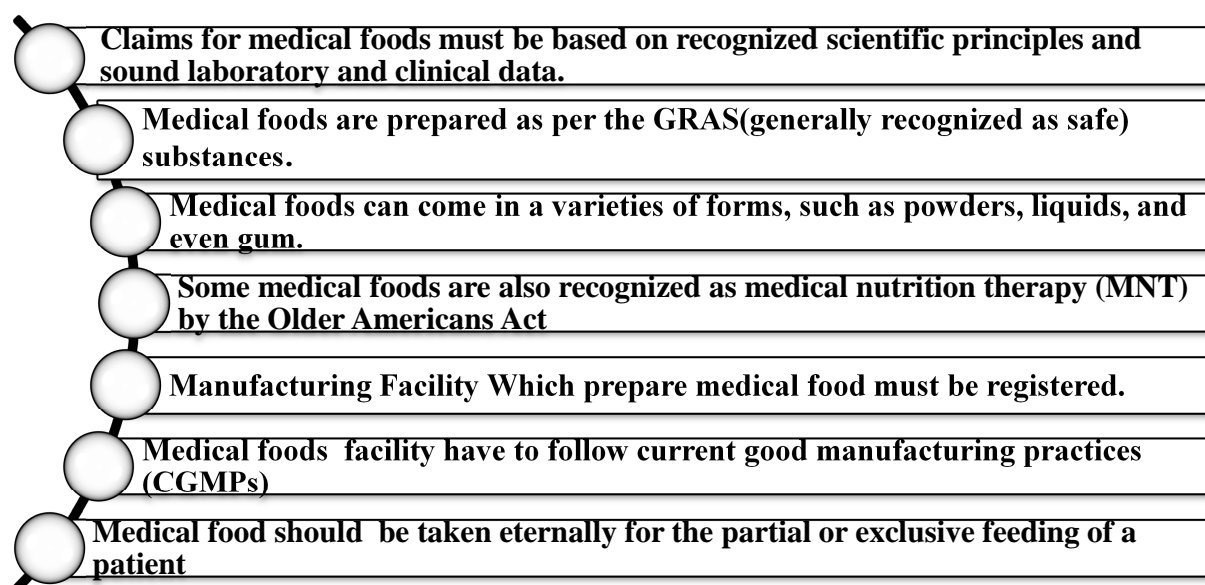 Claims for medical foods must be based on recognized scientific principles and
sound laboratory and clinical data.
Medical foods are prepared as per the GRAS(generally recognized as safe)
substances.
Medical foods can come in a varieties of forms, such as powders, liquids, and
even gum.
Some medical foods are also recognized as medical nutrition therapy (MNT)
by the Older Americans Act
Manufacturing Facility Which prepare medical food must be registered.
Medical foods  facility have to follow current good manufacturing practices
(CGMPs)
Medical food should  be taken eternally for the partial or exclusive feeding of a
patient